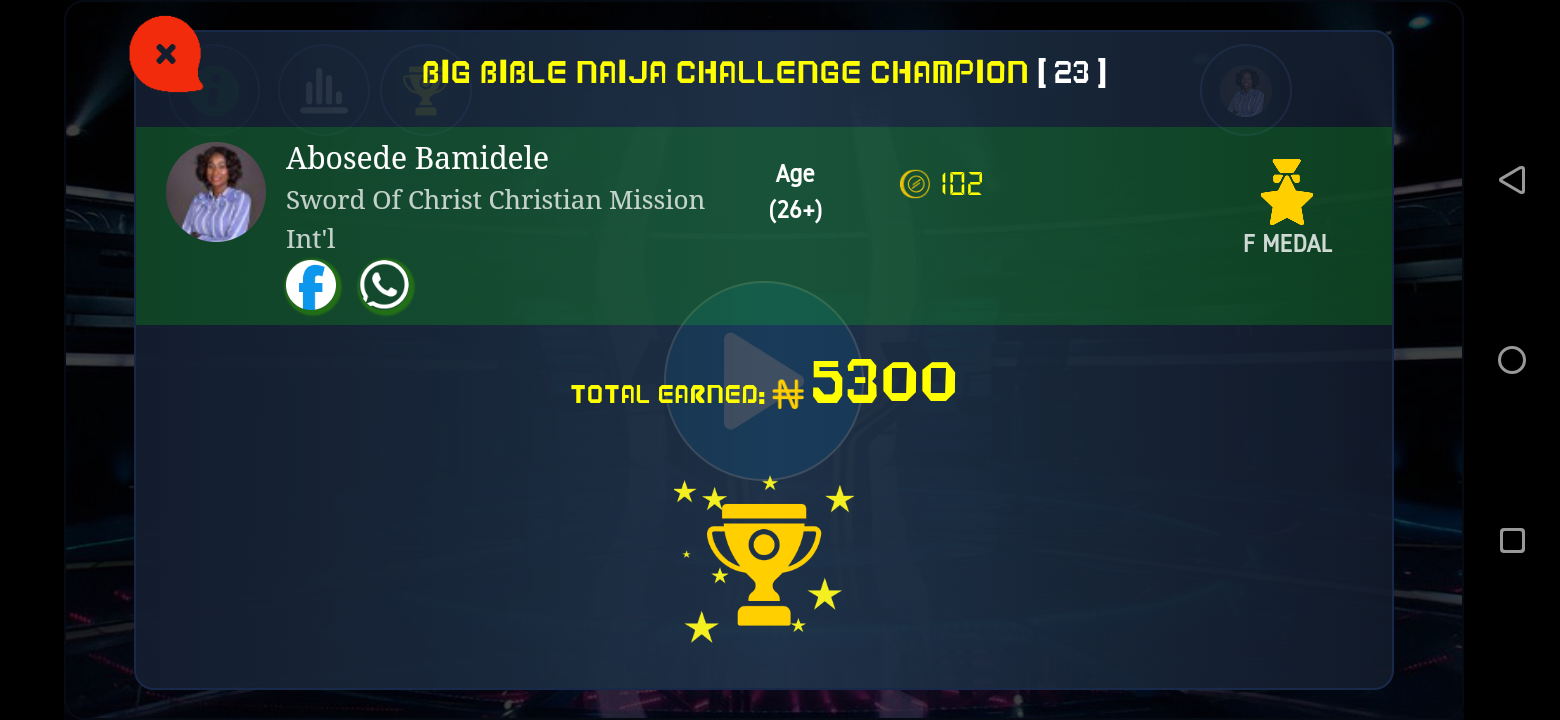 BIG BIBLE NAIJA CHALLENGE CHAMPION [ 23 ]
Abosede Bamidele
Sword Of Christ Christian Mission
Int'l
Age
(26+)
102
F MEDAL
TOTAL EARNED: ₦ 5300